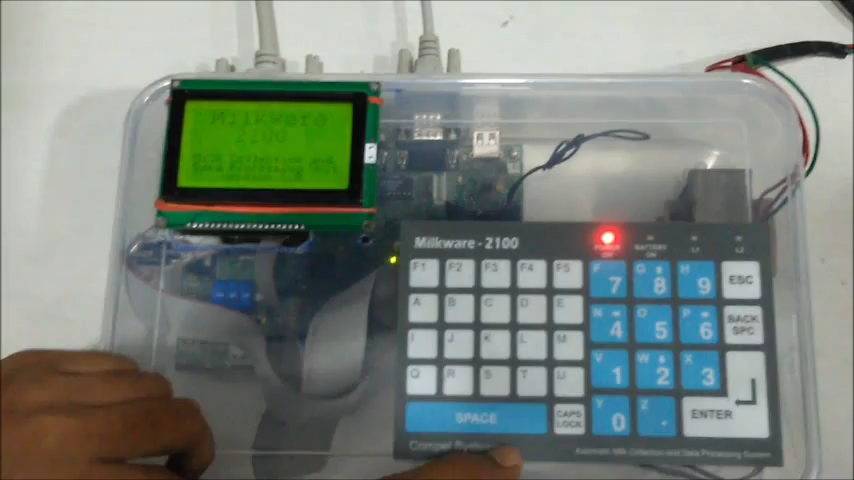 Milkware
2100
Milkware - 2100
POWER ON
BATTERY ON
L1
L2
F1 F2 F3 F4 F5 F 7 G 8 H 9 ESC
A B C D E N 4 O 5 P 6 BACK SPC
I J K L M V 1 W 2 X 3
Q R S T U Y 0 Z . ENTER
SPACE CAPS LOCK
Automatic Milk Collection and Data Processing System